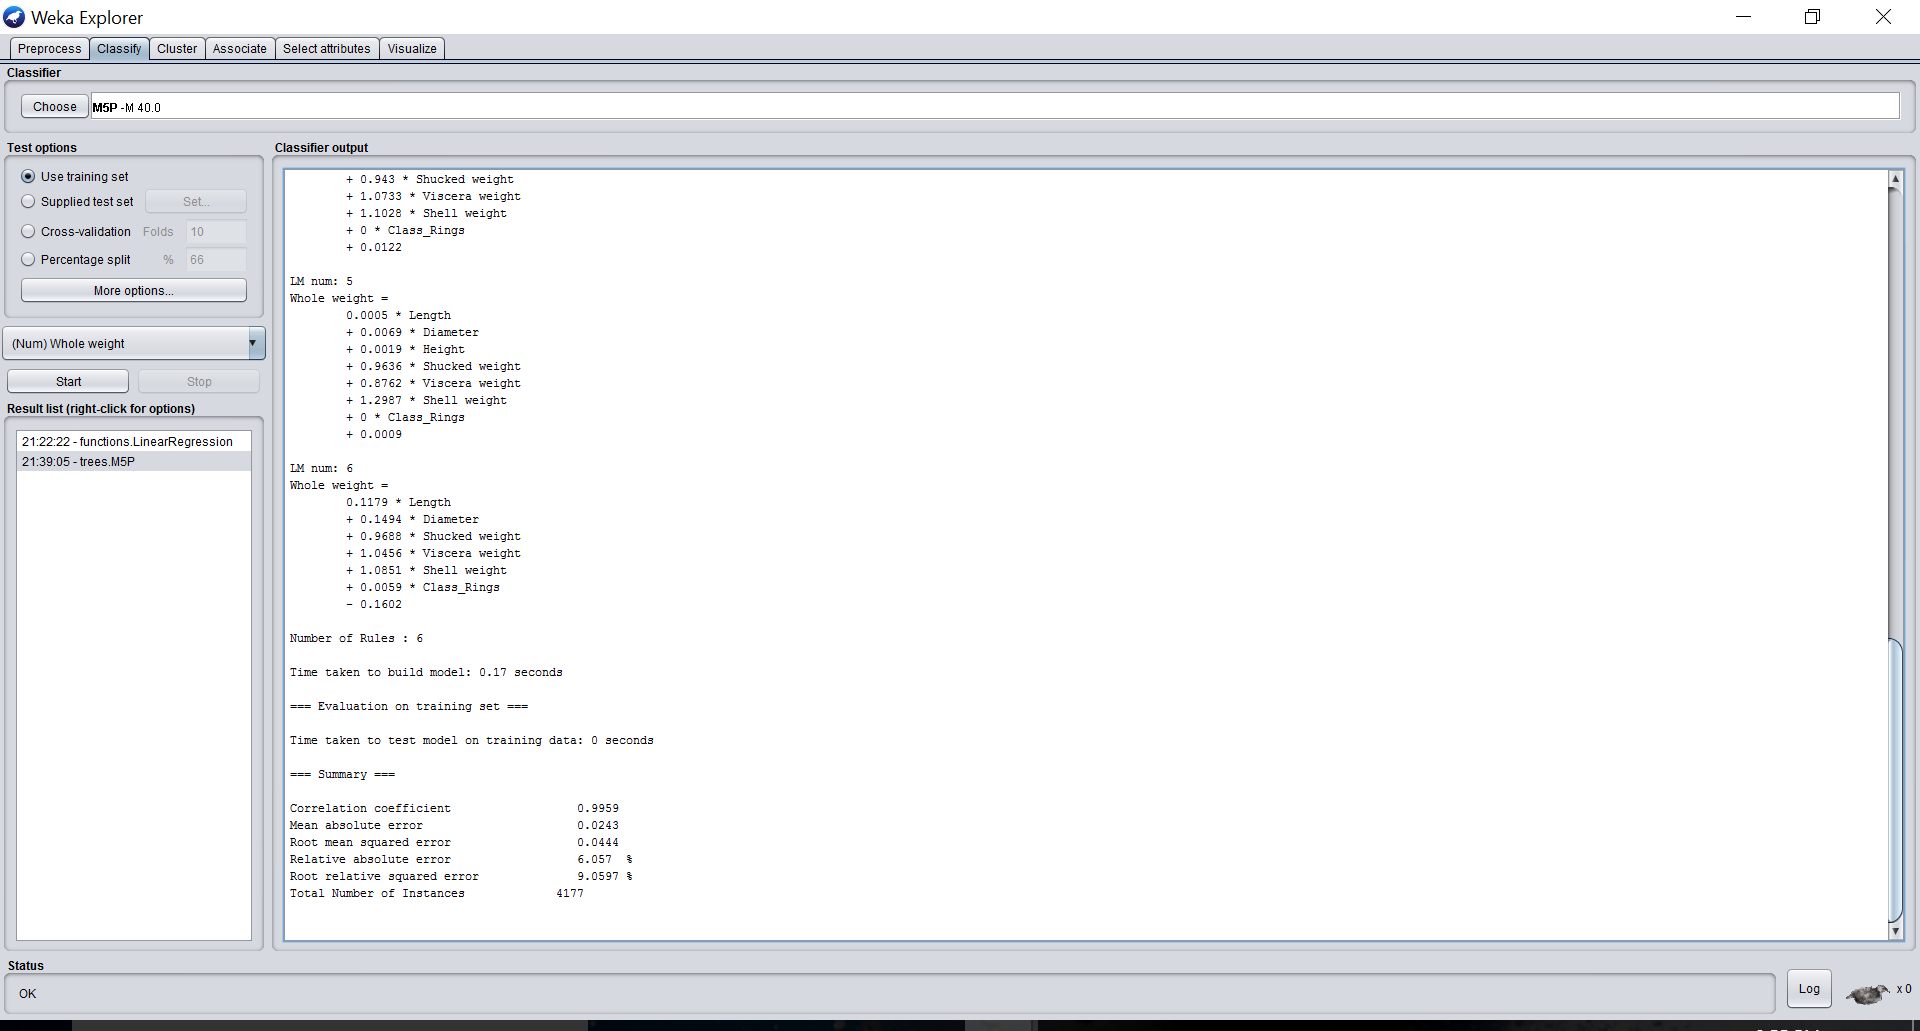 Weka Explorer
Preprocess Classify Cluster Associate Select attributes Visualize
Classifier
Choose M5P -M 40.0
Test options
Use training set
Supplied test set Set...
Cross-validation Folds 10
Percentage split % 66
More options...
(Num) Whole weight
Start Stop
Result list (right-click for options)
21:22:22 - functions.LinearRegression
21:39:05 - trees.M5P
Classifier output
+ 0.943 * Shucked weight
+ 1.0733 * Viscera weight
+ 1.1028 * Shell weight
+ 0 * Class_Rings
+ 0.0122
LM num: 5
Whole weight =
0.0005 * Length
+ 0.0069 * Diameter
+ 0.0019 * Height
+ 0.9636 * Shucked weight
+ 0.8762 * Viscera weight
+ 1.2987 * Shell weight
+ 0 * Class_Rings
+ 0.0009
LM num: 6
Whole weight =
0.1179 * Length
+ 0.1494 * Diameter
+ 0.9688 * Shucked weight
+ 1.0456 * Viscera weight
+ 1.0851 * Shell weight
+ 0.0059 * Class_Rings
- 0.1602
Number of Rules : 6
Time taken to build model: 0.17 seconds
=== Evaluation on training set ===
Time taken to test model on training data: 0 seconds
=== Summary ===
Correlation coefficient 0.9959
Mean absolute error 0.0243
Root mean squared error 0.0444
Relative absolute error 6.057 %
Root relative squared error 9.0597 %
Total Number of Instances 4177
Status
OK
Log x 0